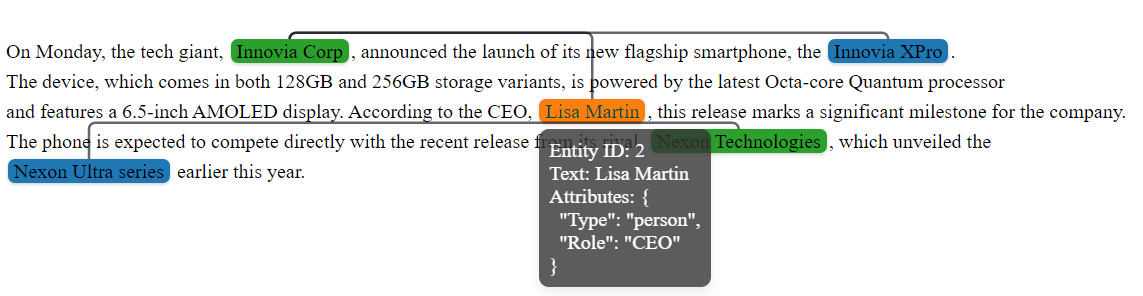 On Monday, the tech giant, Innovia Corp, announced the launch of its new flagship smartphone, the Innovia XPro.
The device, which comes in both 128GB and 256GB storage variants, is powered by the latest Octa-core Quantum processor
and features a 6.5-inch AMOLED display. According to the CEO, Lisa Martin, this release marks a significant milestone for the company.
The phone is expected to compete directly with the recent release from its rival, Nexon Technologies, which unveiled the
Nexon Ultra series earlier this year.
Entity ID: 2
Text: Lisa Martin
Attributes: {
"Type": "person",
"Role": "CEO"
}